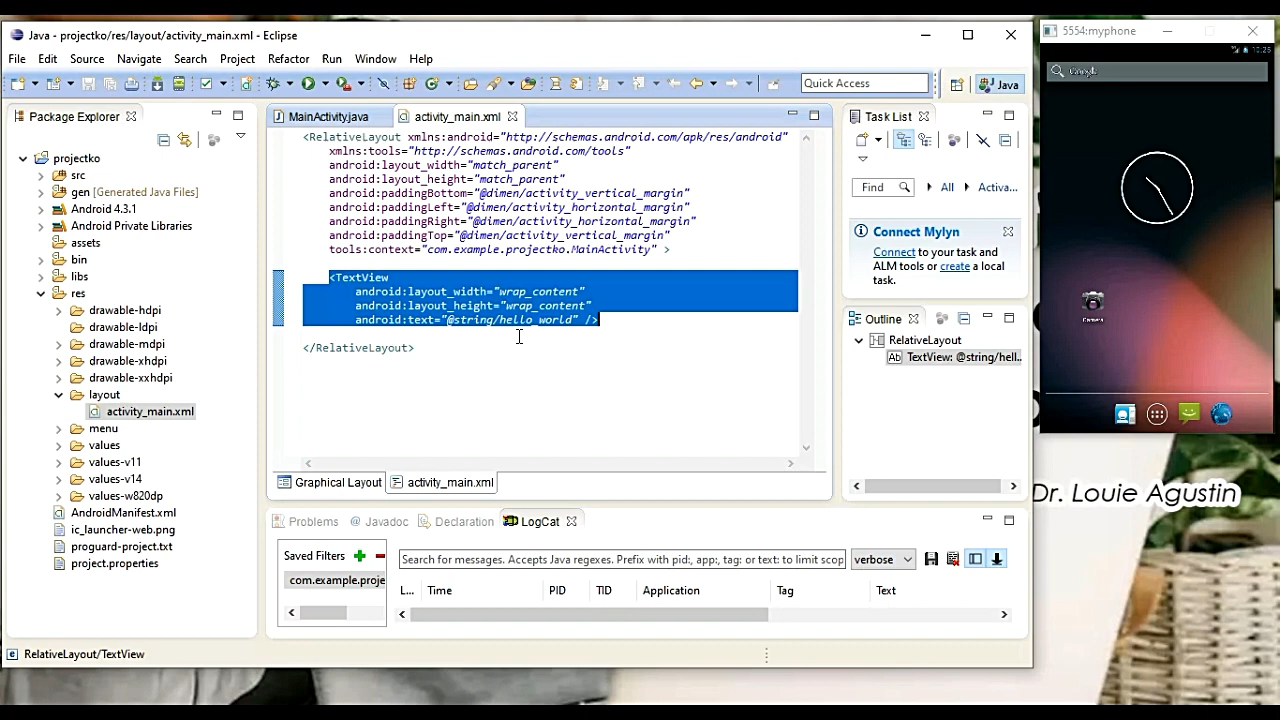 Java - projectko/res/layout/activity_main.xml - Eclipse
File Edit Source Navigate Search Project Refactor Run Window Help
Quick Access
Java
Package Explorer
projectko
src
gen [Generated Java Files]
Android 4.3.1
Android Private Libraries
assets
bin
libs
res
drawable-hdpi
drawable-ldpi
drawable-mdpi
drawable-xhdpi
drawable-xxhdpi
layout
activity_main.xml
menu
values
values-v11
values-v14
values-w820dp
AndroidManifest.xml
ic_launcher-web.png
proguard-project.txt
project.properties
MainActivity.java activity_main.xml
<RelativeLayout xmlns:android="http://schemas.android.com/apk/res/android"
xmlns:tools="http://schemas.android.com/tools"
android:layout_width="match_parent"
android:layout_height="match_parent"
android:paddingBottom="@dimen/activity_vertical_margin"
android:paddingLeft="@dimen/activity_horizontal_margin"
android:paddingRight="@dimen/activity_horizontal_margin"
android:paddingTop="@dimen/activity_vertical_margin"
tools:context="com.example.projectko.MainActivity" >
<TextView
android:layout_width="wrap_content"
android:layout_height="wrap_content"
android:text="@string/hello_world" />
</RelativeLayout>
Graphical Layout activity_main.xml
Task List
Find All Activa...
Connect Mylyn
Connect to your task and
ALM tools or create a local
task.
Outline
RelativeLayout
Ab TextView: @string/hell...
Problems Javadoc Declaration LogCat
Saved Filters
com.example.proje
Search for messages. Accepts Java regexes. Prefix with pid:, app:, tag: or text: to limit scop
verbose
L... Time PID TID Application Tag Text
RelativeLayout/TextView
5554:myphone
10:26
Google
Camera
Dr. Louie Agustin